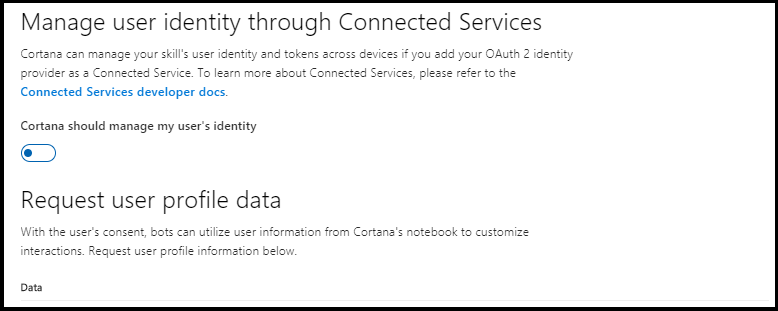 Manage user identity through Connected Services
Cortana can manage your skill's user identity and tokens across devices if you add your OAuth 2 identity
provider as a Connected Service. To learn more about Connected Services, please refer to the
Connected Services developer docs.
Cortana should manage my user's identity
Request user profile data
With the user's consent, bots can utilize user information from Cortana's notebook to customize
interactions. Request user profile information below.
Data